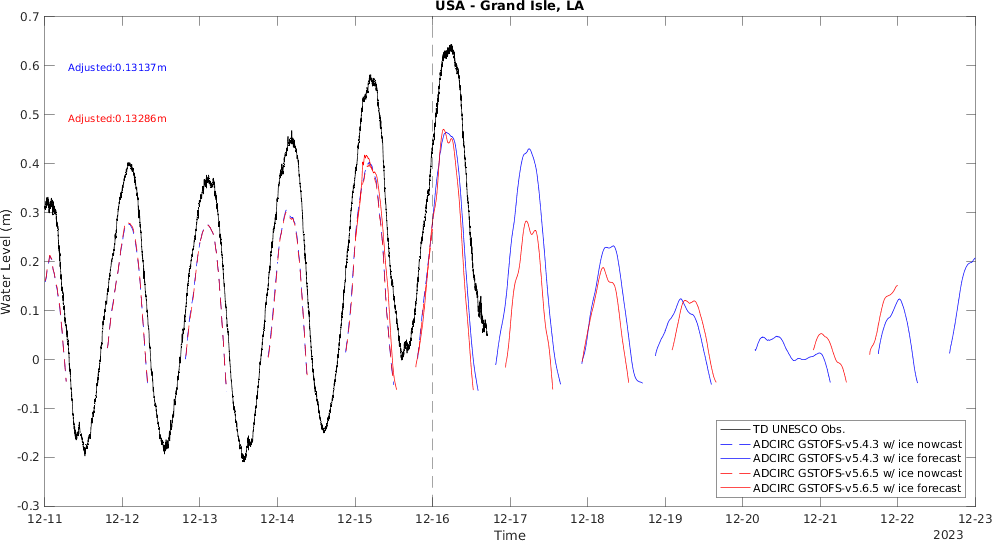 USA - Grand Isle, LA
0.7
0.6
0.5
0.4
0.3
0.2
0.1
0
-0.1
-0.2
-0.3
Water Level (m)
Adjusted:0.13137m
Adjusted:0.13286m
TD UNESCO Obs.
ADCIRC GSTOFS-v5.4.3 w/ ice nowcast
ADCIRC GSTOFS-v5.4.3 w/ ice forecast
ADCIRC GSTOFS-v5.6.5 w/ ice nowcast
ADCIRC GSTOFS-v5.6.5 w/ ice forecast
12-11 12-12 12-13 12-14 12-15 12-16 12-17 12-18 12-19 12-20 12-21 12-22 12-23
Time
2023